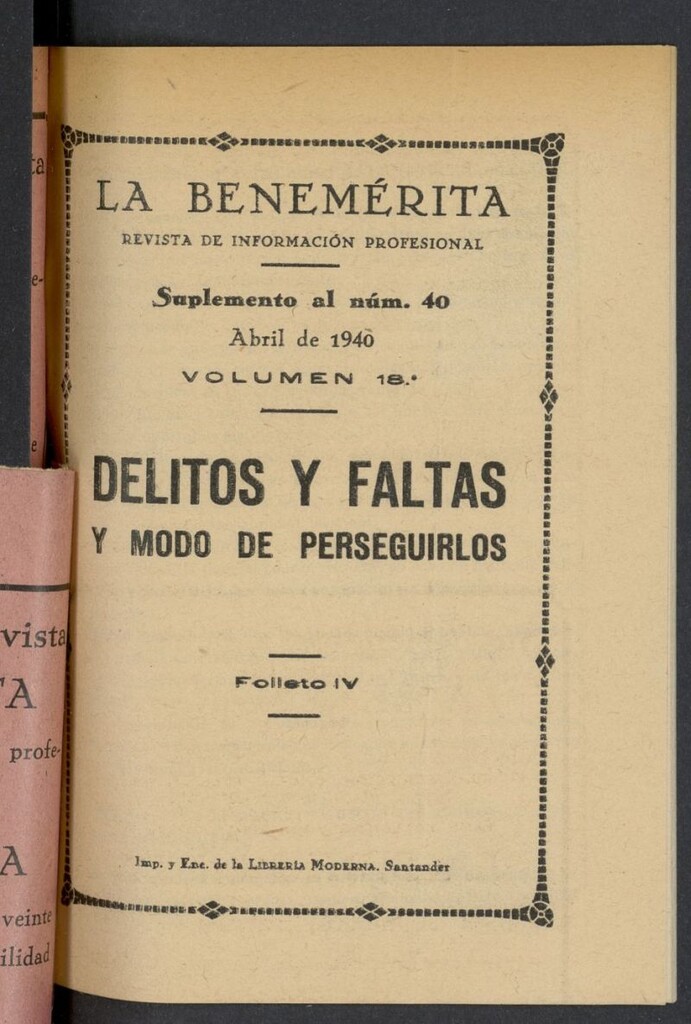 LA BENEMÉRITA
REVISTA DE INFORMACIÓN PROFESIONAL
Suplemento al núm. 40
Abril de 1940
VOLUMEN 18.º
DELITOS Y FALTAS
Y MODO DE PERSEGUIRLOS
Folleto IV
Imp. y Enc. de la LIBRERÍA MODERNA. Santander
vista
TA
profe-
A
veinte
ilidad